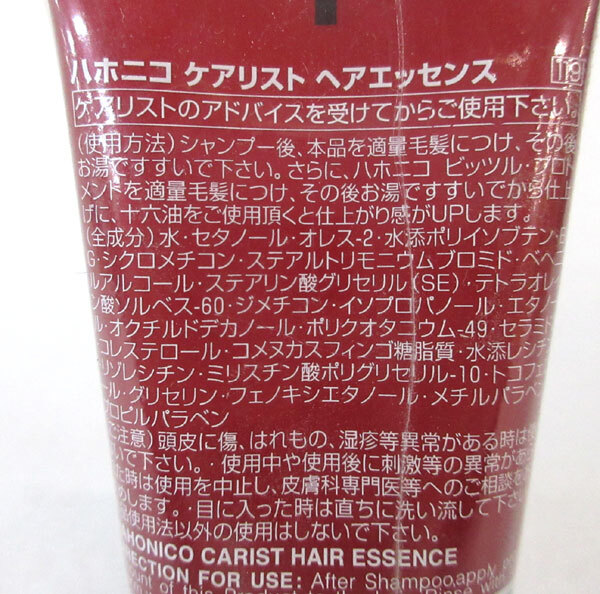 ハホニコ ケアリスト ヘアエッセンス 119
ケアリストのアドバイスを受けてからご使用下さい。
(使用方法)シャンプー後、本品を適量毛髪につけ、その後
お湯ですすいで下さい。さらに、ハホニコ ビッツル・プロト
メンドを適量毛髪につけ、その後お湯ですすいでから仕上
げに、十六油をご使用頂くと仕上がり感がUPします。
(全成分)水・セタノール・オレス-2・水添ポリイソブテン・
G・シクロメチコン・ステアルトリモニウムブロミド・ベヘニ
ルアルコール・ステアリン酸グリセリル(SE)・テトラオレ
ン酸ソルベス-60・ジメチコン・イソプロパノール・エタノー
ル・オクチルドデカノール・ポリクオタニウム-49・セラミド
コレステロール・コメヌカスフィンゴ糖脂質・水添レシチン
リゾレシチン・ミリスチン酸ポリグリセリル-10・トコフェ
ール・グリセリン・フェノキシエタノール・メチルパラベン
ロピルパラベン
ご注意)頭皮に傷、はれもの、湿疹等異常がある時は使
いで下さい。・使用中や使用後に刺激等の異常があ
た時は使用を中止し、皮膚科専門医等へのご相談を
めします。・目に入った時は直ちに洗い流して下さ
使用法以外の使用はしないで下さい。
AHONICO CARIST HAIR ESSENCE
RECTION FOR USE: After Shampoo,apply
ount of this